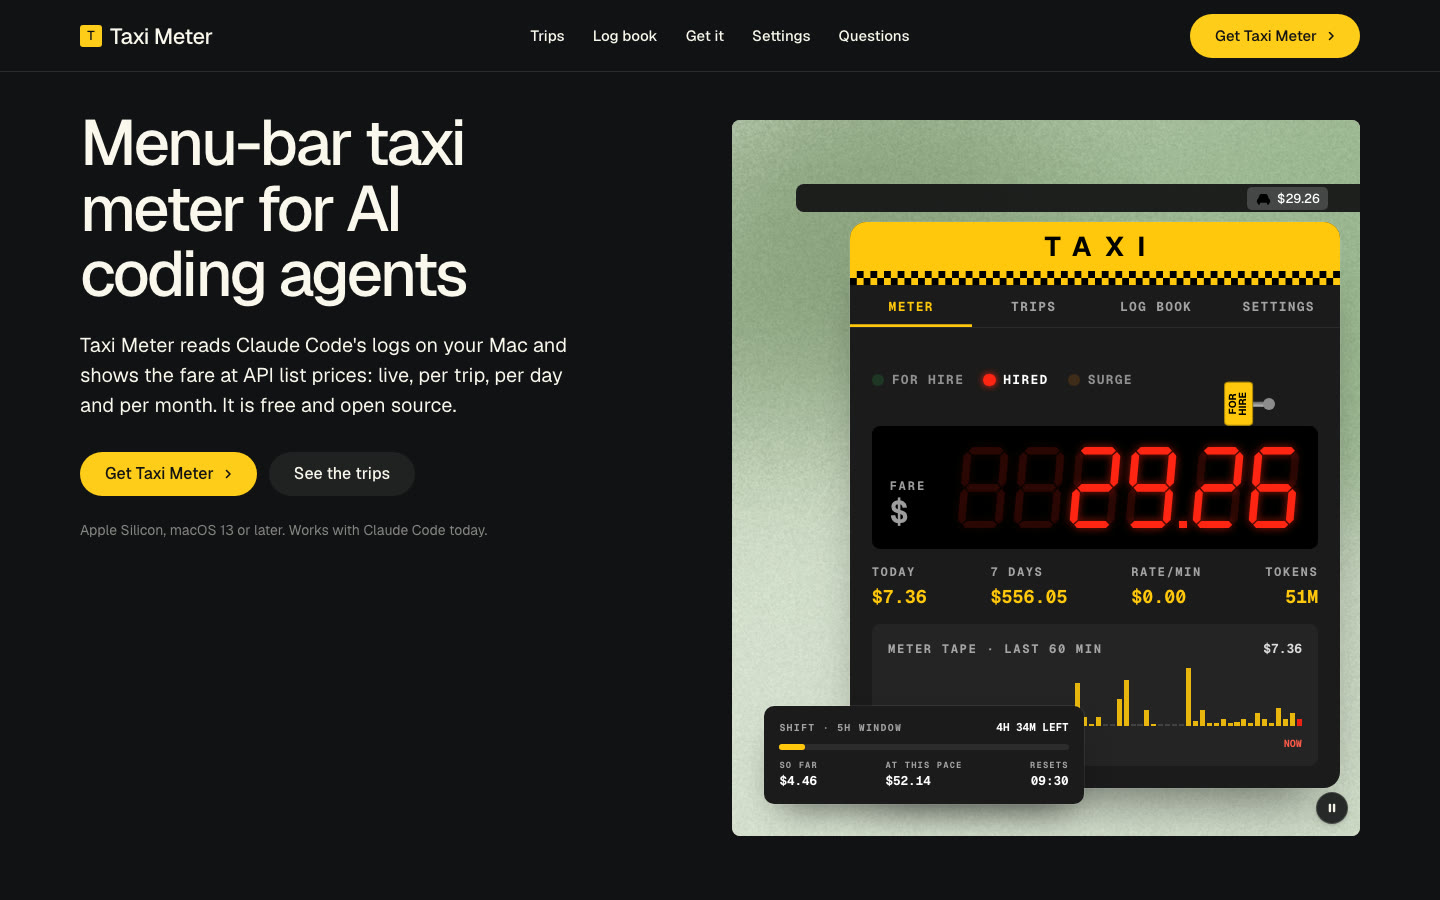 T Taxi Meter
Trips
Log book
Get it
Settings
Questions
Get Taxi Meter
Menu-bar taxi
meter for AI
coding agents
Taxi Meter reads Claude Code's logs on your Mac and
shows the fare at API list prices: live, per trip, per day
and per month. It is free and open source.
Get Taxi Meter
See the trips
Apple Silicon, macOS 13 or later. Works with Claude Code today.
$29.26
TAXI
METER
TRIPS
LOG BOOK
SETTINGS
FOR HIRE
HIRED
SURGE
FOR
HIRE
FARE
$
29.26
TODAY
7 DAYS
RATE/MIN
TOKENS
$7.36
$556.05
$0.00
51M
METER TAPE · LAST 60 MIN
$7.36
NOW
SHIFT · 5H WINDOW
4H 34M LEFT
SO FAR
AT THIS PACE
RESETS
$4.46
$52.14
09:30